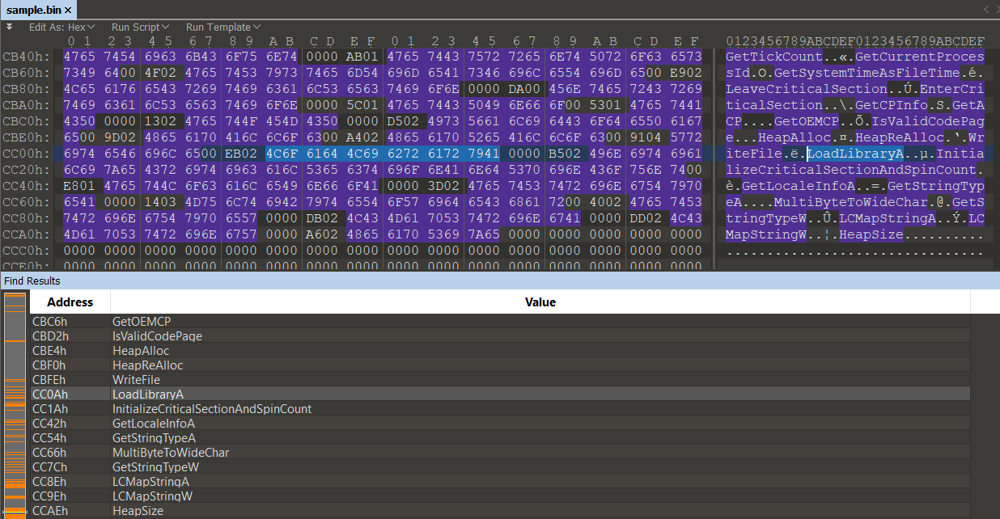 sample.bin ×
Edit As: Hex Run Script Run Template
0 1 2 3 4 5 6 7 8 9 A B C D E F 0 1 2 3 4 5 6 7 8 9 A B C D E F 0123456789ABCDEF0123456789ABCDEF
CB40h: 4765 7454 6963 6B43 6F75 6E74 0000 AB01 4765 7443 7572 7265 6E74 5072 6F63 6573 GetTickCount..«.GetCurrentProces
CB60h: 7349 6400 4F02 4765 7453 7973 7465 6D54 696D 6541 7346 696C 6554 696D 6500 E902 sId.O.GetSystemTimeAsFileTime.é.
CB80h: 4C65 6176 6543 7269 7469 6361 6C53 6563 7469 6F6E 0000 DA00 456E 7465 7243 7269 LeaveCriticalSection..Ú.EnterCri
CBA0h: 7469 6361 6C53 6563 7469 6F6E 0000 5C01 4765 7443 5049 6E66 6F00 5301 4765 7441 ticalSection..\.GetCPInfo.S.GetA
CBC0h: 4350 0000 1302 4765 744F 454D 4350 0000 D502 4973 5661 6C69 6443 6F64 6550 6167 CP....GetOEMCP..Õ.IsValidCodePag
CBE0h: 6500 9D02 4865 6170 416C 6C6F 6300 A402 4865 6170 5265 416C 6C6F 6300 9104 5772 e...HeapAlloc.¤.HeapReAlloc.‘.Wr
CC00h: 6974 6546 696C 6500 EB02 4C6F 6164 4C69 6272 6172 7941 0000 B502 496E 6974 6961 iteFile.ë.LoadLibraryA..µ.Initia
CC20h: 6C69 7A65 4372 6974 6963 616C 5365 6374 696F 6E41 6E64 5370 696E 436F 756E 7400 lizeCriticalSectionAndSpinCount.
CC40h: E801 4765 744C 6F63 616C 6549 6E66 6F41 0000 3D02 4765 7453 7472 696E 6754 7970 è.GetLocaleInfoA..=.GetStringTyp
CC60h: 6541 0000 1403 4D75 6C74 6942 7974 6554 6F57 6964 6543 6861 7200 4002 4765 7453 eA....MultiByteToWideChar.@.GetS
CC80h: 7472 696E 6754 7970 6557 0000 DB02 4C43 4D61 7053 7472 696E 6741 0000 DD02 4C43 tringTypeW..Û.LCMapStringA..Ý.LC
CCA0h: 4D61 7053 7472 696E 6757 0000 A602 4865 6170 5369 7A65 0000 0000 0000 0000 0000 MapStringW..¦.HeapSize..........
CCC0h: 0000 0000 0000 0000 0000 0000 0000 0000 0000 0000 0000 0000 0000 0000 0000 0000 ................................
CCE0h: 0000 0000 0000 0000 0000 0000 0000 0000 0000 0000 0000 0000 0000 0000 0000 0000
Find Results
Address Value
CBC6h GetOEMCP
CBD2h IsValidCodePage
CBE4h HeapAlloc
CBF0h HeapReAlloc
CBFEh WriteFile
CC0Ah LoadLibraryA
CC1Ah InitializeCriticalSectionAndSpinCount
CC42h GetLocaleInfoA
CC54h GetStringTypeA
CC66h MultiByteToWideChar
CC7Ch GetStringTypeW
CC8Eh LCMapStringA
CC9Eh LCMapStringW
CCAEh HeapSize